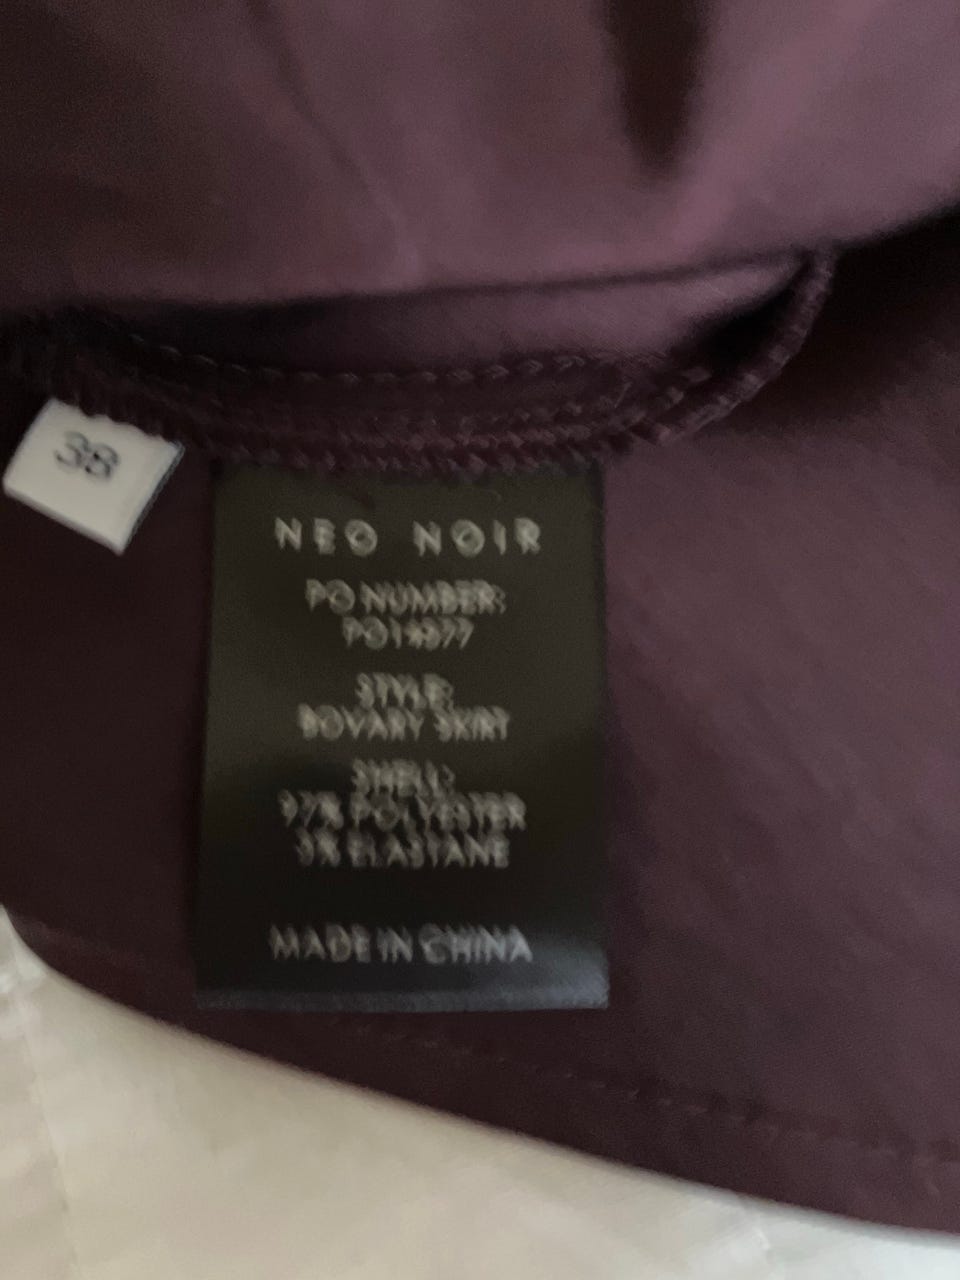 38
NEO NOIR
PO NUMBER:
STYLE:
BOVARY SKIRT
SHELL:
97% POLYESTER
3% ELASTANE
MADE IN CHINA